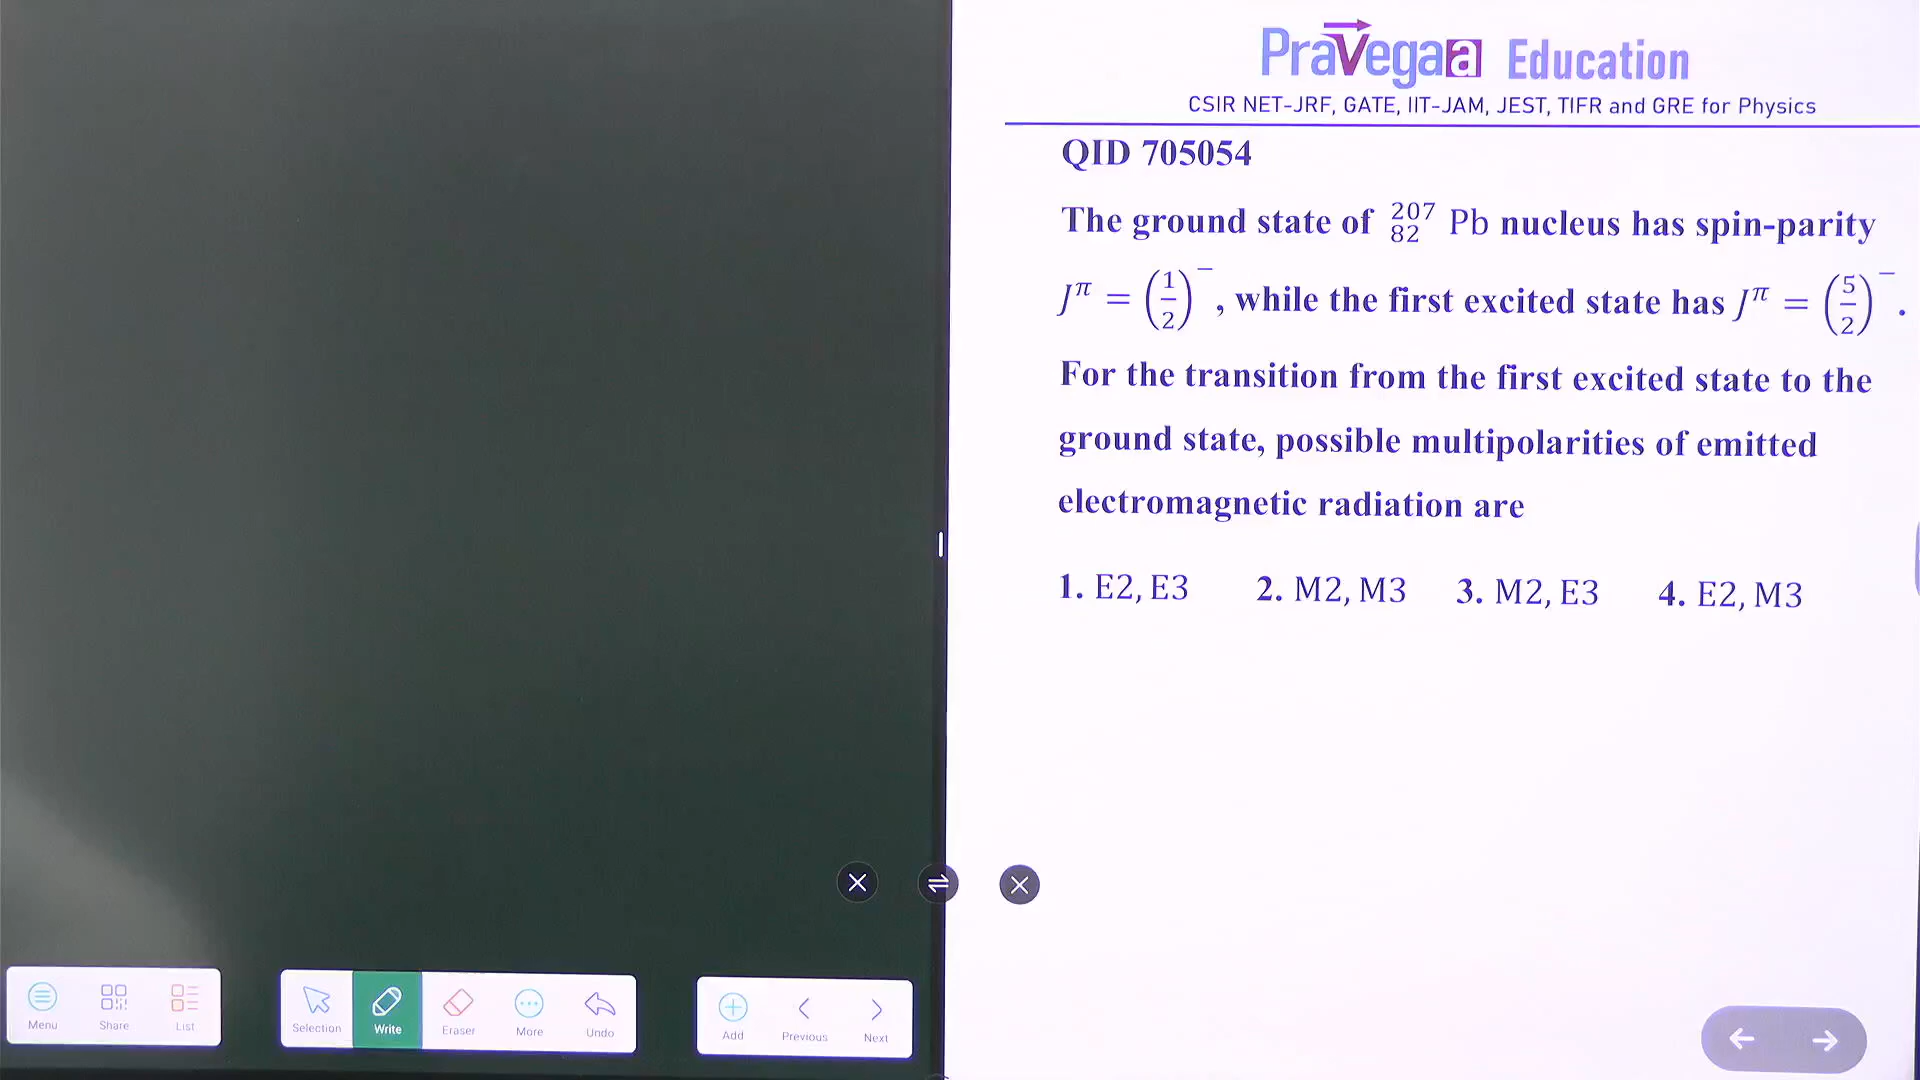 PraVegaa Education
CSIR NET-JRF, GATE, IIT-JAM, JEST, TIFR and GRE for Physics
QID 705054
The ground state of ²⁰⁷₈₂ Pb nucleus has spin-parity
J^π = (1/2)⁻, while the first excited state has J^π = (5/2)⁻.
For the transition from the first excited state to the
ground state, possible multipolarities of emitted
electromagnetic radiation are
1. E2, E3 2. M2, M3 3. M2, E3 4. E2, M3
Menu Share List Selection Write Eraser More Undo Add Previous Next